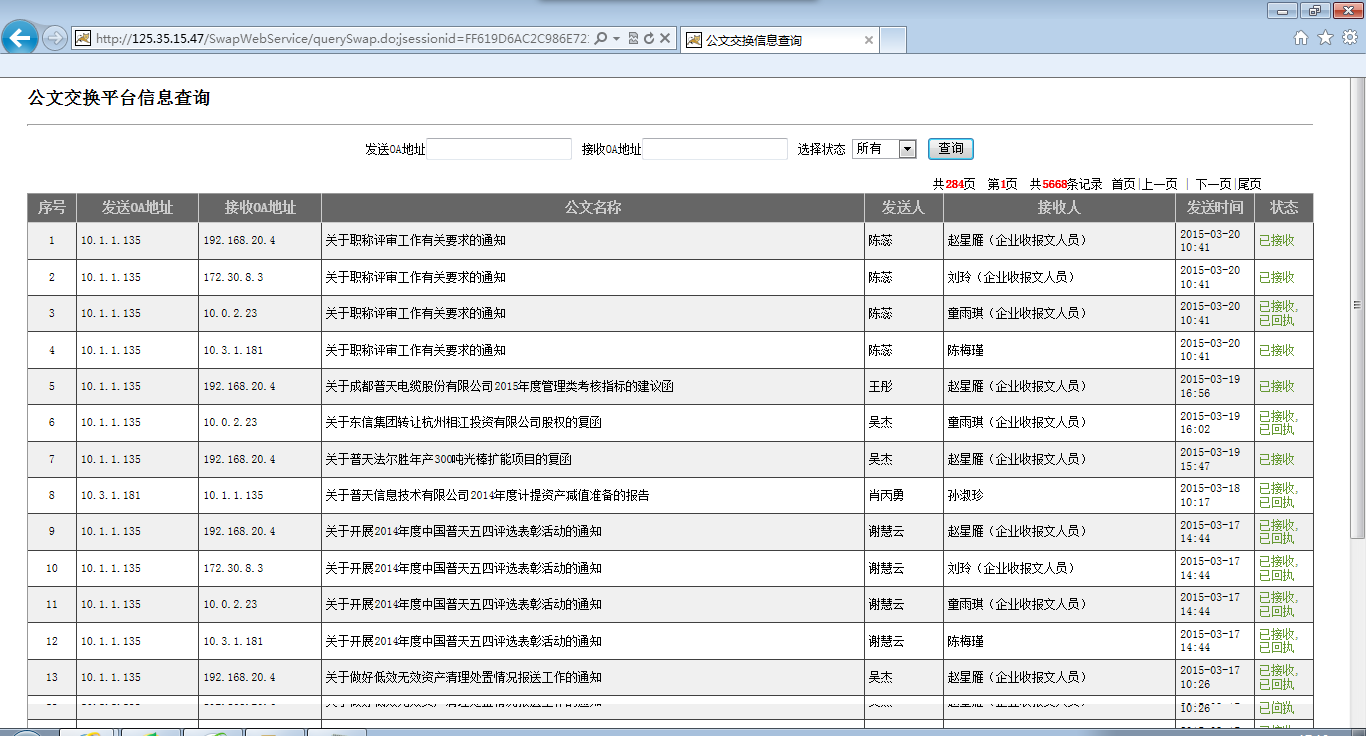 http://125.35.15.47/SwapWebService/querySwap.do;jsessionid=FF619D6AC2C986E72 公文交换信息查询
公文交换平台信息查询
发送OA地址 接收OA地址 选择状态 所有 查询
共284页 第1页 共5668条记录 首页|上一页 | 下一页|尾页
序号 发送OA地址 接收OA地址 公文名称 发送人 接收人 发送时间 状态
1 10.1.1.135 192.168.20.4 关于职称评审工作有关要求的通知 陈蕊 赵星雁（企业收报文人员） 2015-03-20 10:41 已接收
2 10.1.1.135 172.30.8.3 关于职称评审工作有关要求的通知 陈蕊 刘玲（企业收报文人员） 2015-03-20 10:41 已接收
3 10.1.1.135 10.0.2.23 关于职称评审工作有关要求的通知 陈蕊 童雨琪（企业收报文人员） 2015-03-20 10:41 已接收,已回执
4 10.1.1.135 10.3.1.181 关于职称评审工作有关要求的通知 陈蕊 陈梅瑾 2015-03-20 10:41 已接收
5 10.1.1.135 192.168.20.4 关于成都普天电缆股份有限公司2015年度管理类考核指标的建议函 王彤 赵星雁（企业收报文人员） 2015-03-19 16:56 已接收
6 10.1.1.135 10.0.2.23 关于东信集团转让杭州相江投资有限公司股权的复函 吴杰 童雨琪（企业收报文人员） 2015-03-19 16:02 已接收,已回执
7 10.1.1.135 192.168.20.4 关于普天法尔胜年产300吨光棒扩能项目的复函 吴杰 赵星雁（企业收报文人员） 2015-03-19 15:47 已接收
8 10.3.1.181 10.1.1.135 关于普天信息技术有限公司2014年度计提资产减值准备的报告 肖丙勇 孙淑珍 2015-03-18 10:17 已接收,已回执
9 10.1.1.135 192.168.20.4 关于开展2014年度中国普天五四评选表彰活动的通知 谢慧云 赵星雁（企业收报文人员） 2015-03-17 14:44 已接收,已回执
10 10.1.1.135 172.30.8.3 关于开展2014年度中国普天五四评选表彰活动的通知 谢慧云 刘玲（企业收报文人员） 2015-03-17 14:44 已接收,已回执
11 10.1.1.135 10.0.2.23 关于开展2014年度中国普天五四评选表彰活动的通知 谢慧云 童雨琪（企业收报文人员） 2015-03-17 14:44 已接收,已回执
12 10.1.1.135 10.3.1.181 关于开展2014年度中国普天五四评选表彰活动的通知 谢慧云 陈梅瑾 2015-03-17 14:44 已接收,已回执
13 10.1.1.135 192.168.20.4 关于做好低效无效资产清理处置情况报送工作的通知 吴杰 赵星雁（企业收报文人员） 2015-03-17 10:26 已接收,已回执
10:26 已回执